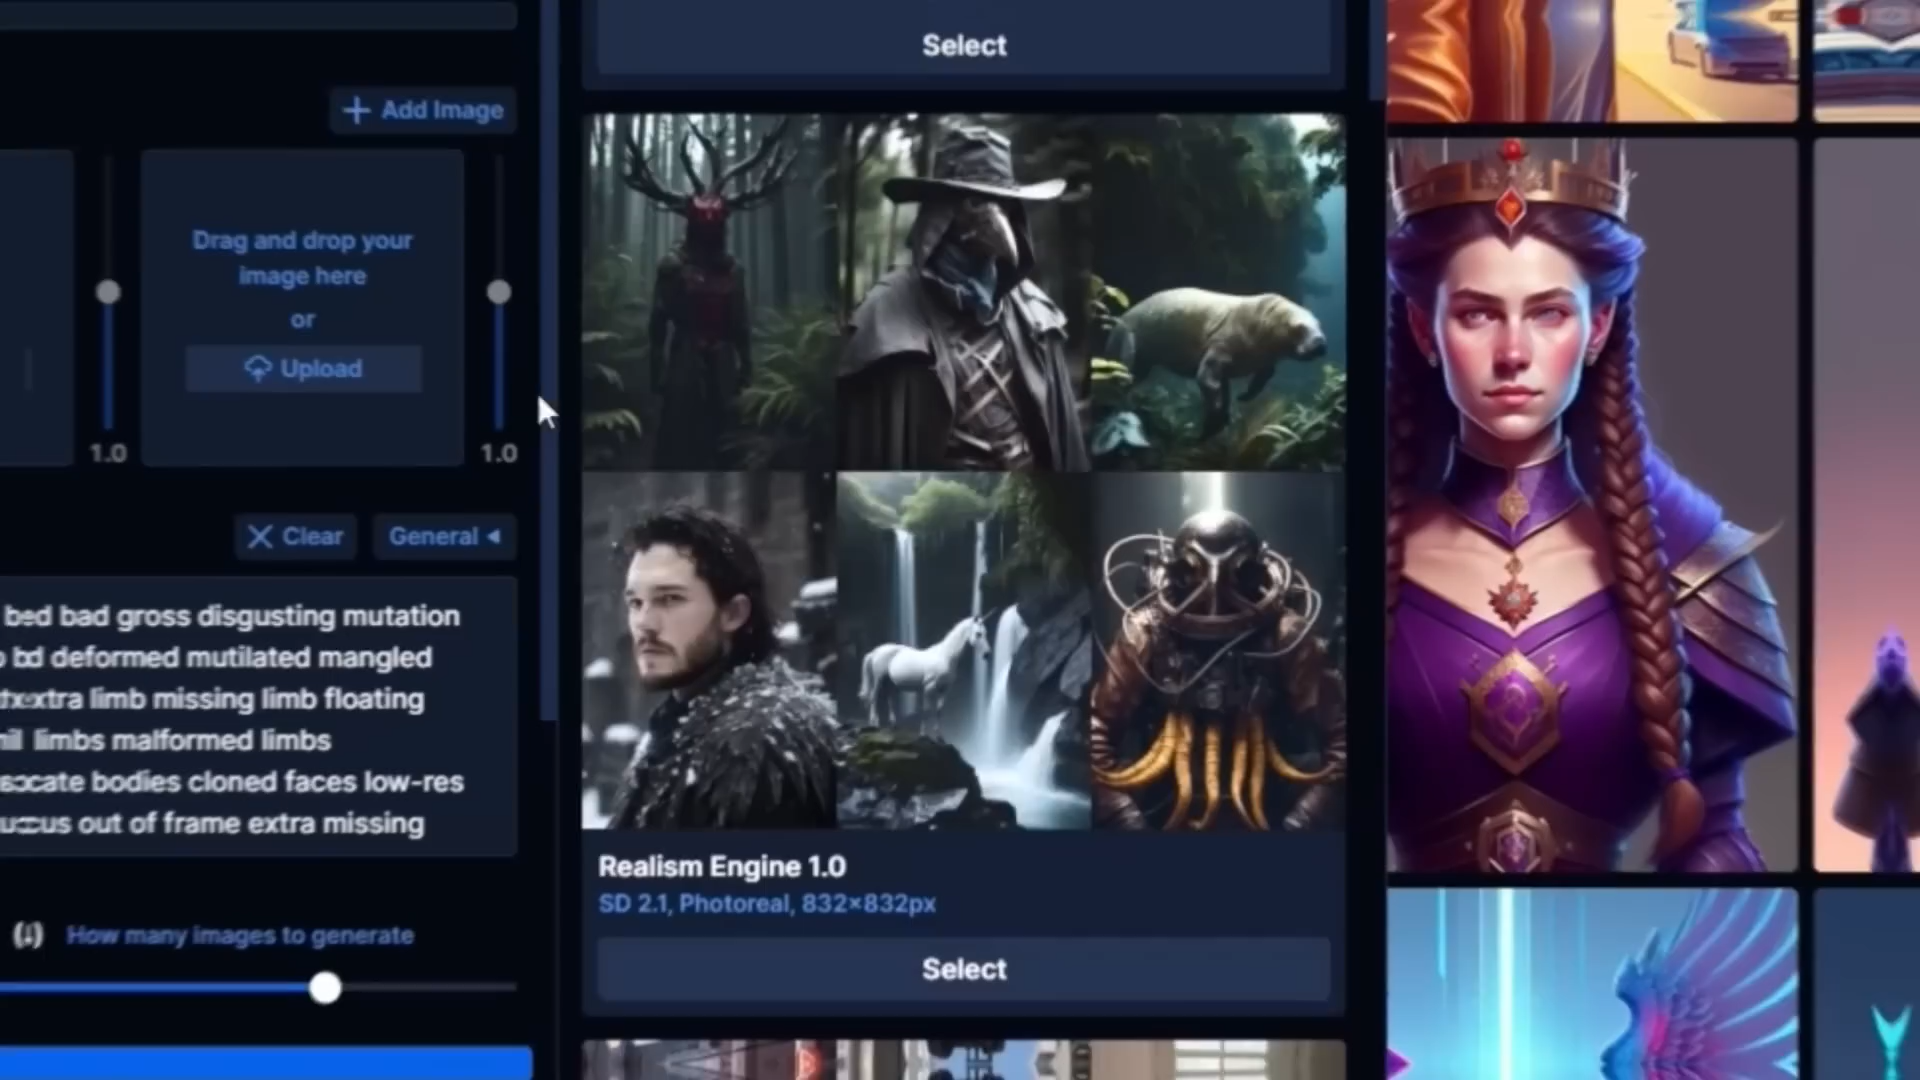 Select
Add Image
Drag and drop your
image here
or
Upload
1.0
1.0
Clear
General
bed bad gross disgusting mutation
deformed mutilated mangled
extra limb missing limb floating
limbs malformed limbs
bodies cloned faces low-res
out of frame extra missing
How many images to generate
Realism Engine 1.0
SD 2.1, Photoreal, 832×832px
Select